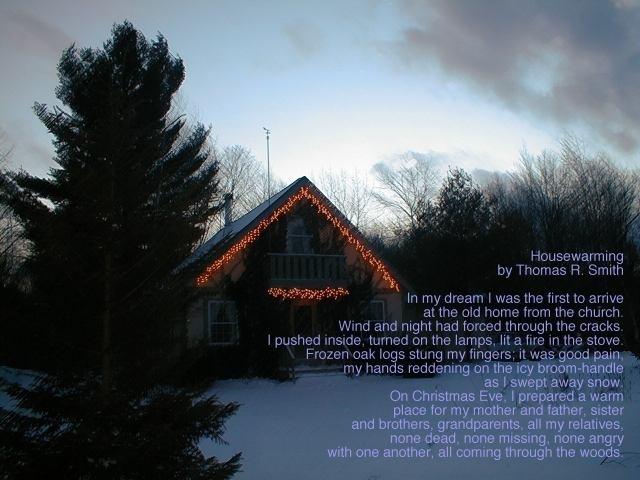 Housewarming
by Thomas R. Smith
In my dream I was the first to arrive
at the old home from the church.
Wind and night had forced through the cracks.
I pushed inside, turned on the lamps, lit a fire in the stove.
Frozen oak logs stung my fingers; it was good pain,
my hands reddening on the icy broom-handle
as I swept away snow.
On Christmas Eve, I prepared a warm
place for my mother and father, sister
and brothers, grandparents, all my relatives,
none dead, none missing, none angry
with one another, all coming through the woods.